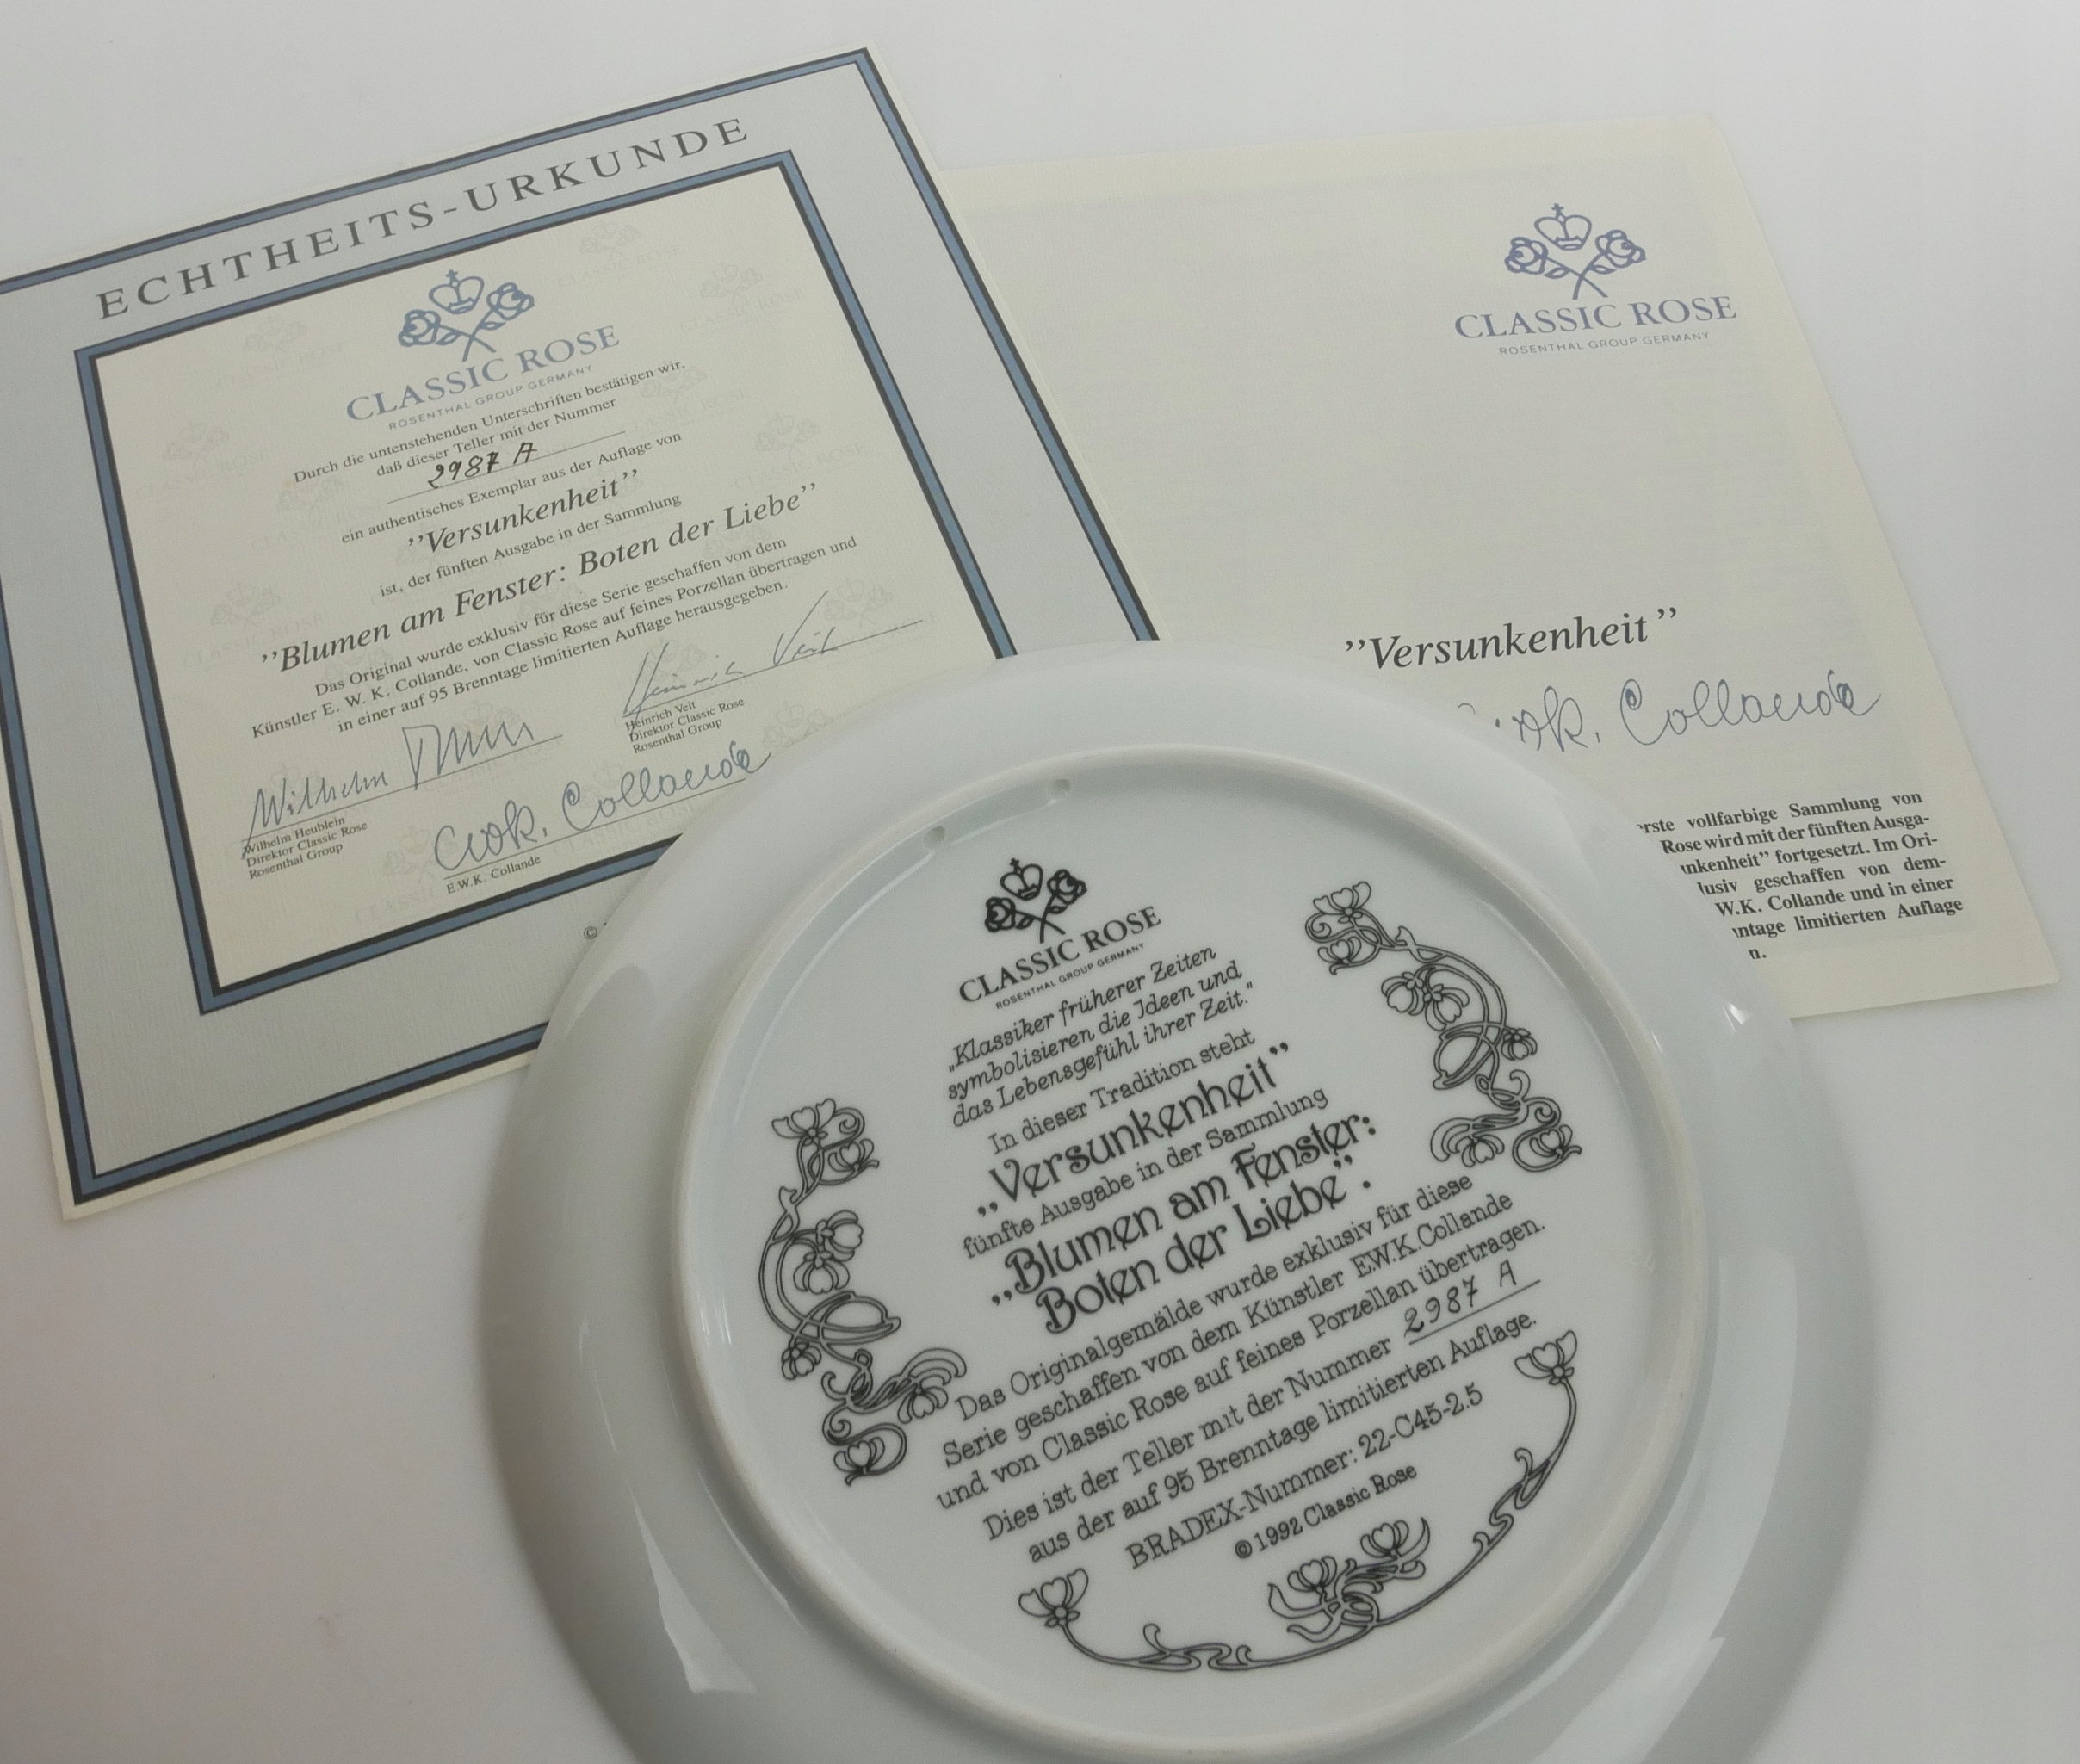 ECHTHEITS-URKUNDE
CLASSIC ROSE
ROSENTHAL GROUP GERMANY
Durch die untenstehenden Unterschriften bestätigen wir,
daß dieser Teller mit der Nummer
2987 A
ein authentisches Exemplar aus der Auflage von
’’Versunkenheit’’
ist, der fünften Ausgabe in der Sammlung
’’Blumen am Fenster: Boten der Liebe’’
Das Original wurde exklusiv für diese Serie geschaffen von dem
Künstler E. W. K. Collande, von Classic Rose auf feines Porzellan übertragen und
in einer auf 95 Brenntage limitierten Auflage herausgegeben.
Heinrich Veit
Heinrich Veit
Direktor Classic Rose
Rosenthal Group
Wilhelm
Wilhelm Heublein
Direktor Classic Rose
Rosenthal Group
Collande
E.W.K. Collande
©
CLASSIC ROSE
ROSENTHAL GROUP GERMANY
’’Versunkenheit’’
Collande
erste vollfarbige Sammlung von
Rose wird mit der fünften Ausga-
unkenheit” fortgesetzt. Im Ori-
lusiv geschaffen von dem-
W.K. Collande und in einer
ntage limitierten Auflage
n.
CLASSIC ROSE
ROSENTHAL GROUP GERMANY
„Klassiker früherer Zeiten
symbolisieren die Ideen und
das Lebensgefühl ihrer Zeit.”
In dieser Tradition steht
„Versunkenheit”
fünfte Ausgabe in der Sammlung
„Blumen am Fenster:
Boten der Liebe”.
Das Originalgemälde wurde exklusiv für diese
Serie geschaffen von dem Künstler E.W.K.Collande
und von Classic Rose auf feines Porzellan übertragen.
Dies ist der Teller mit der Nummer 2987 A
aus der auf 95 Brenntage limitierten Auflage.
BRADEX-Nummer: 22-C45-2.5
©1992 Classic Rose